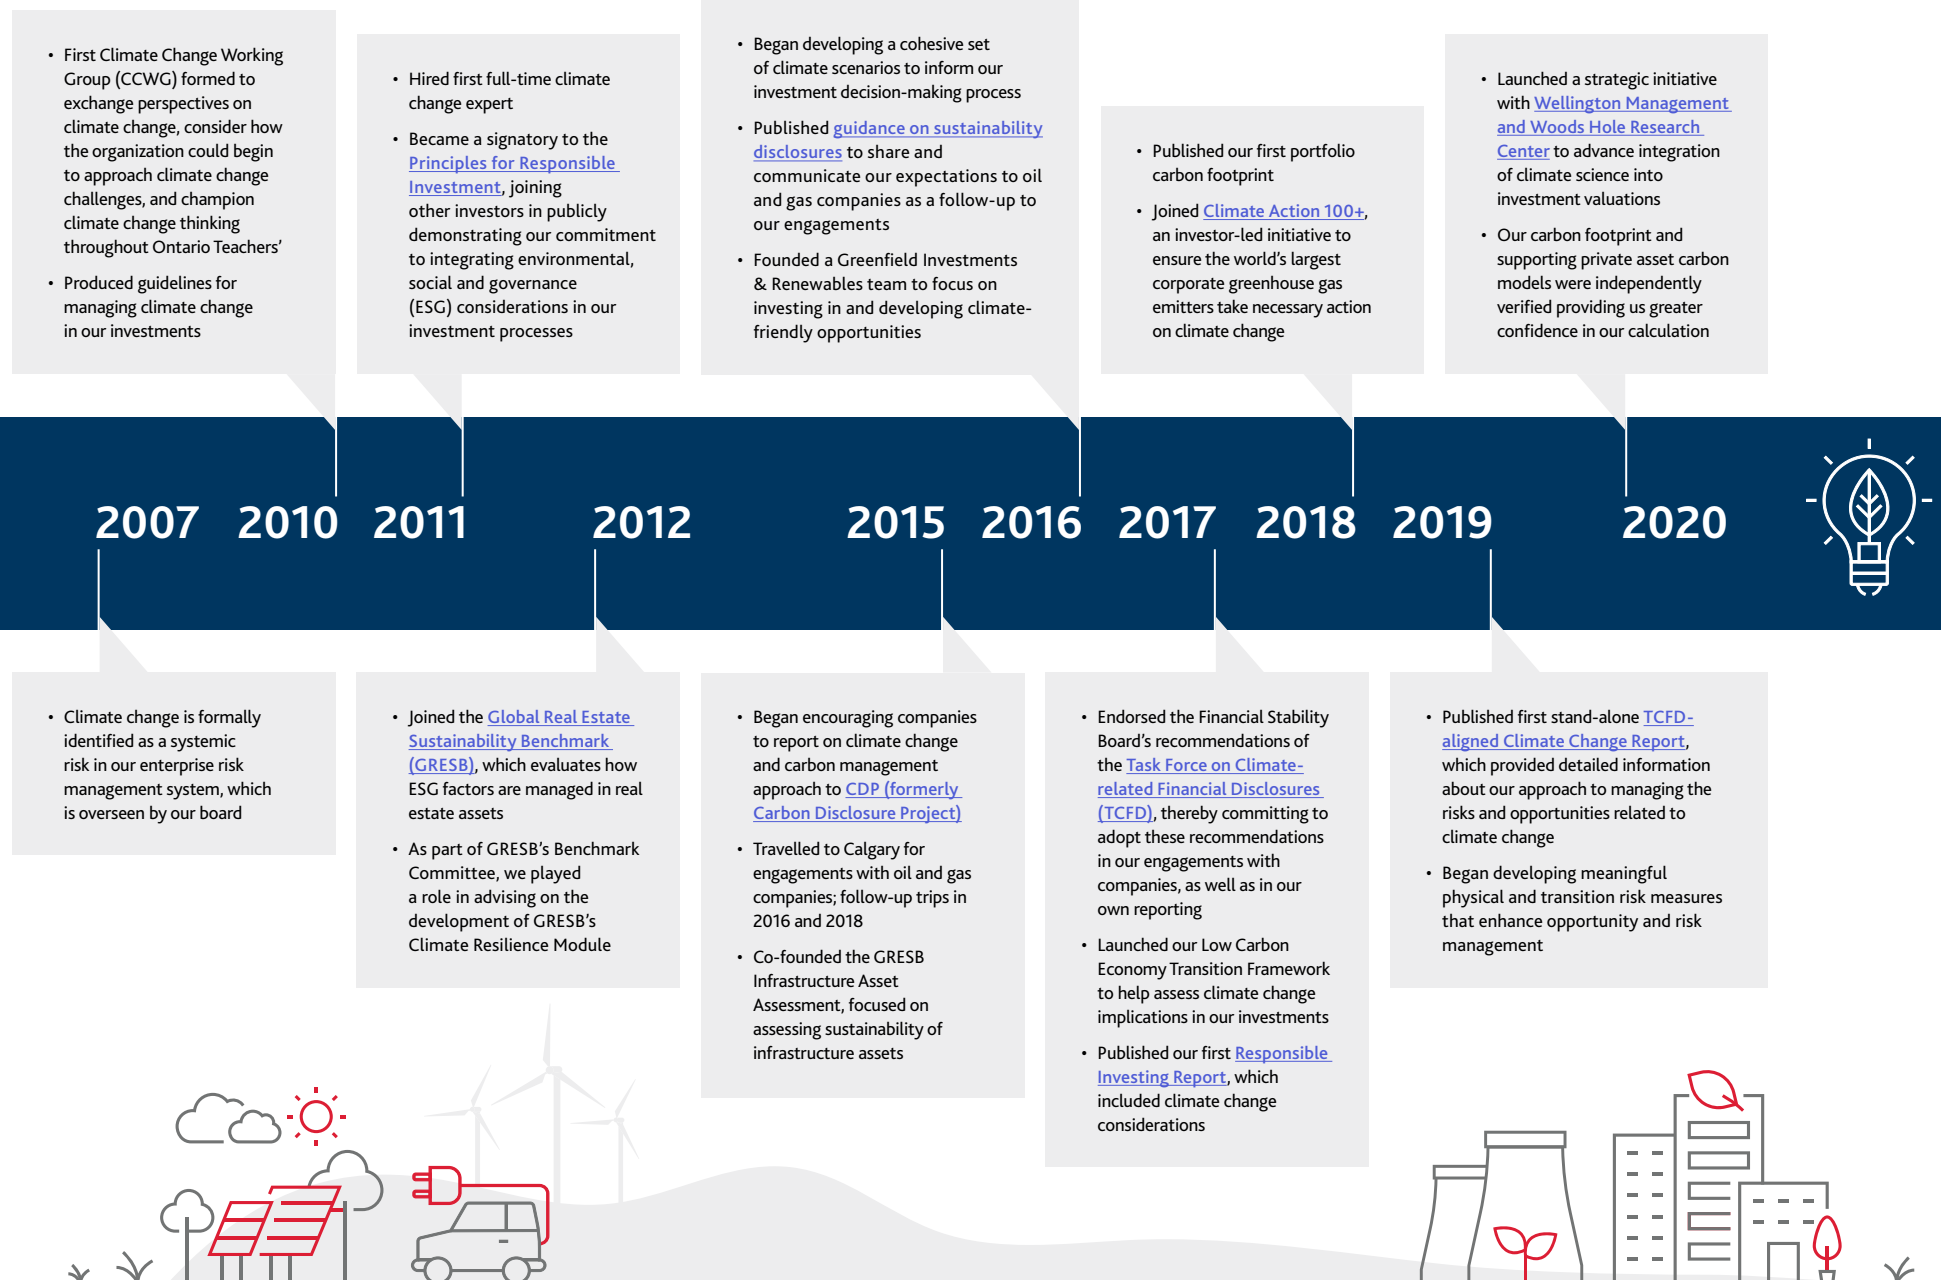 • First Climate Change Working
Group (CCWG) formed to
exchange perspectives on
climate change, consider how
the organization could begin
to approach climate change
challenges, and champion
climate change thinking
throughout Ontario Teachers’
• Produced guidelines for
managing climate change
in our investments
• Hired first full-time climate
change expert
• Became a signatory to the
Principles for Responsible
Investment, joining
other investors in publicly
demonstrating our commitment
to integrating environmental,
social and governance
(ESG) considerations in our
investment processes
• Began developing a cohesive set
of climate scenarios to inform our
investment decision-making process
• Published guidance on sustainability
disclosures to share and
communicate our expectations to oil
and gas companies as a follow-up to
our engagements
• Founded a Greenfield Investments
& Renewables team to focus on
investing in and developing climate-
friendly opportunities
• Published our first portfolio
carbon footprint
• Joined Climate Action 100+,
an investor-led initiative to
ensure the world’s largest
corporate greenhouse gas
emitters take necessary action
on climate change
• Launched a strategic initiative
with Wellington Management
and Woods Hole Research
Center to advance integration
of climate science into
investment valuations
• Our carbon footprint and
supporting private asset carbon
models were independently
verified providing us greater
confidence in our calculation
2007 2010 2011 2012 2015 2016 2017 2018 2019 2020
• Climate change is formally
identified as a systemic
risk in our enterprise risk
management system, which
is overseen by our board
• Joined the Global Real Estate
Sustainability Benchmark
(GRESB), which evaluates how
ESG factors are managed in real
estate assets
• As part of GRESB’s Benchmark
Committee, we played
a role in advising on the
development of GRESB’s
Climate Resilience Module
• Began encouraging companies
to report on climate change
and carbon management
approach to CDP (formerly
Carbon Disclosure Project)
• Travelled to Calgary for
engagements with oil and gas
companies; follow-up trips in
2016 and 2018
• Co-founded the GRESB
Infrastructure Asset
Assessment, focused on
assessing sustainability of
infrastructure assets
• Endorsed the Financial Stability
Board’s recommendations of
the Task Force on Climate-
related Financial Disclosures
(TCFD), thereby committing to
adopt these recommendations
in our engagements with
companies, as well as in our
own reporting
• Launched our Low Carbon
Economy Transition Framework
to help assess climate change
implications in our investments
• Published our first Responsible
Investing Report, which
included climate change
considerations
• Published first stand-alone TCFD-
aligned Climate Change Report,
which provided detailed information
about our approach to managing the
risks and opportunities related to
climate change
• Began developing meaningful
physical and transition risk measures
that enhance opportunity and risk
management